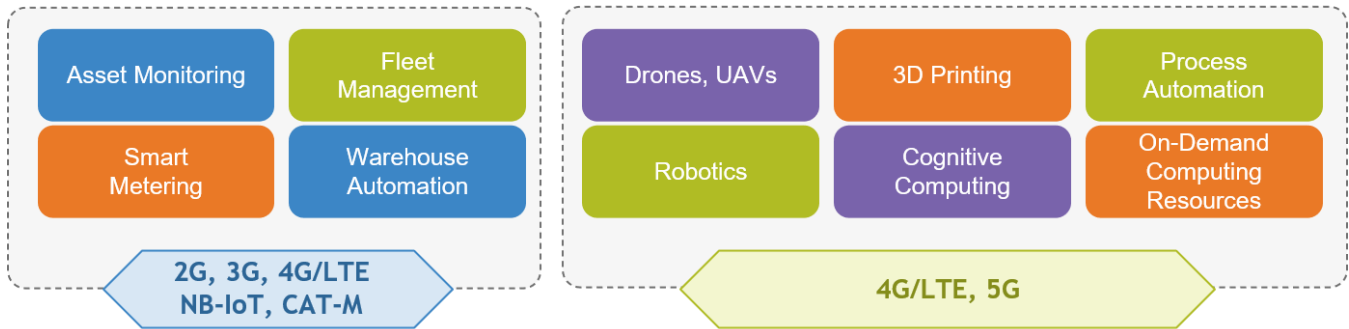 Asset Monitoring
Fleet
Management
Smart
Metering
Warehouse
Automation
2G, 3G, 4G/LTE
NB-IoT, CAT-M
Drones, UAVs
3D Printing
Process
Automation
Robotics
Cognitive
Computing
On-Demand
Computing
Resources
4G/LTE, 5G